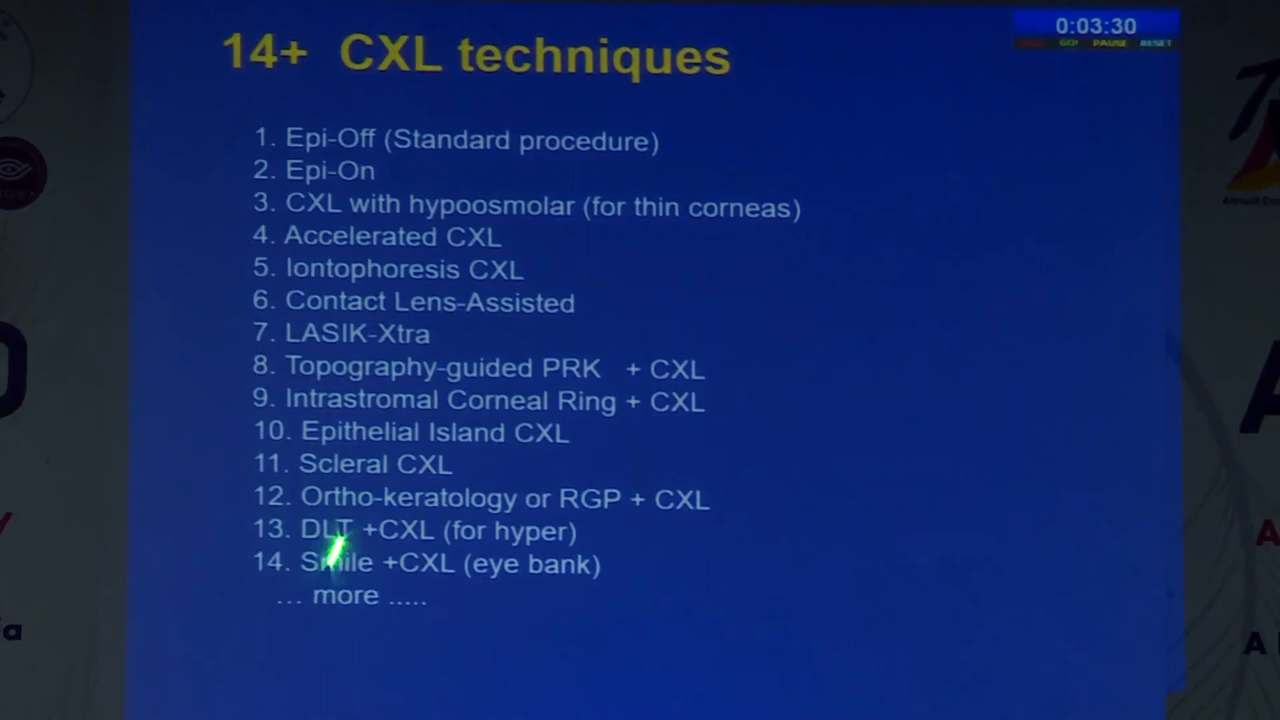 0:03:30
GO! PAUSE RESET
14+ CXL techniques
1. Epi-Off (Standard procedure)
2. Epi-On
3. CXL with hypoosmolar (for thin corneas)
4. Accelerated CXL
5. Iontophoresis CXL
6. Contact Lens-Assisted
7. LASIK-Xtra
8. Topography-guided PRK + CXL
9. Intrastromal Corneal Ring + CXL
10. Epithelial Island CXL
11. Scleral CXL
12. Ortho-keratology or RGP + CXL
13. DLT +CXL (for hyper)
14. Smile +CXL (eye bank)
... more .....